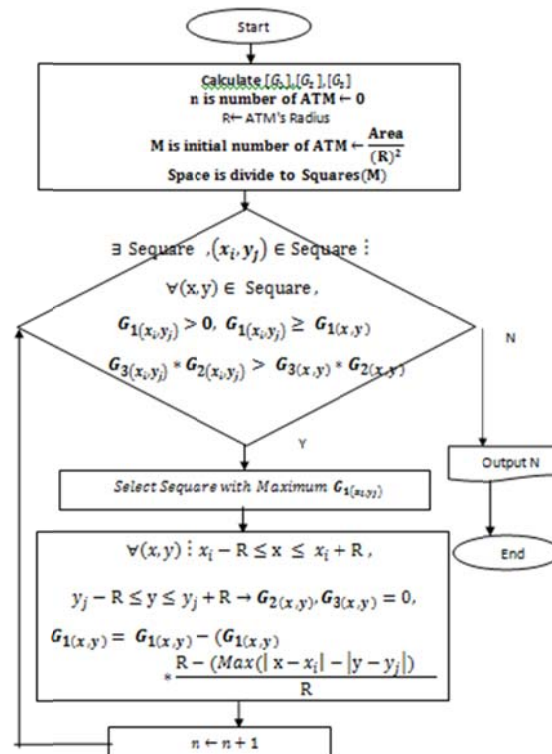 Start
Calculate [G₁],[G₂],[G₃]
n is number of ATM ← 0
R← ATM's Radius
M is initial number of ATM ← Area/(R)²
Space is divide to Squares(M)
∃ Sequare ,(xᵢ, yⱼ) ∈ Sequare ⋮
∀(x,y) ∈ Sequare ,
G₁(xᵢ,yⱼ) > 0, G₁(xᵢ,yⱼ) ≥ G₁(x,y)
G₃(xᵢ,yⱼ) * G₂(xᵢ,yⱼ) > G₃(x,y) * G₂(x,y)
N
Y
Output N
End
Select Sequare with Maximum G₁(xᵢ,yⱼ)
∀(x,y) ⋮ xᵢ − R ≤ x ≤ xᵢ + R ,
yⱼ − R ≤ y ≤ yⱼ + R → G₂(x,y), G₃(x,y) = 0,
G₁(x,y) = G₁(x,y) − (G₁(x,y)
* R − (Max(| x − xᵢ| − |y − yⱼ|)/R
n ← n + 1